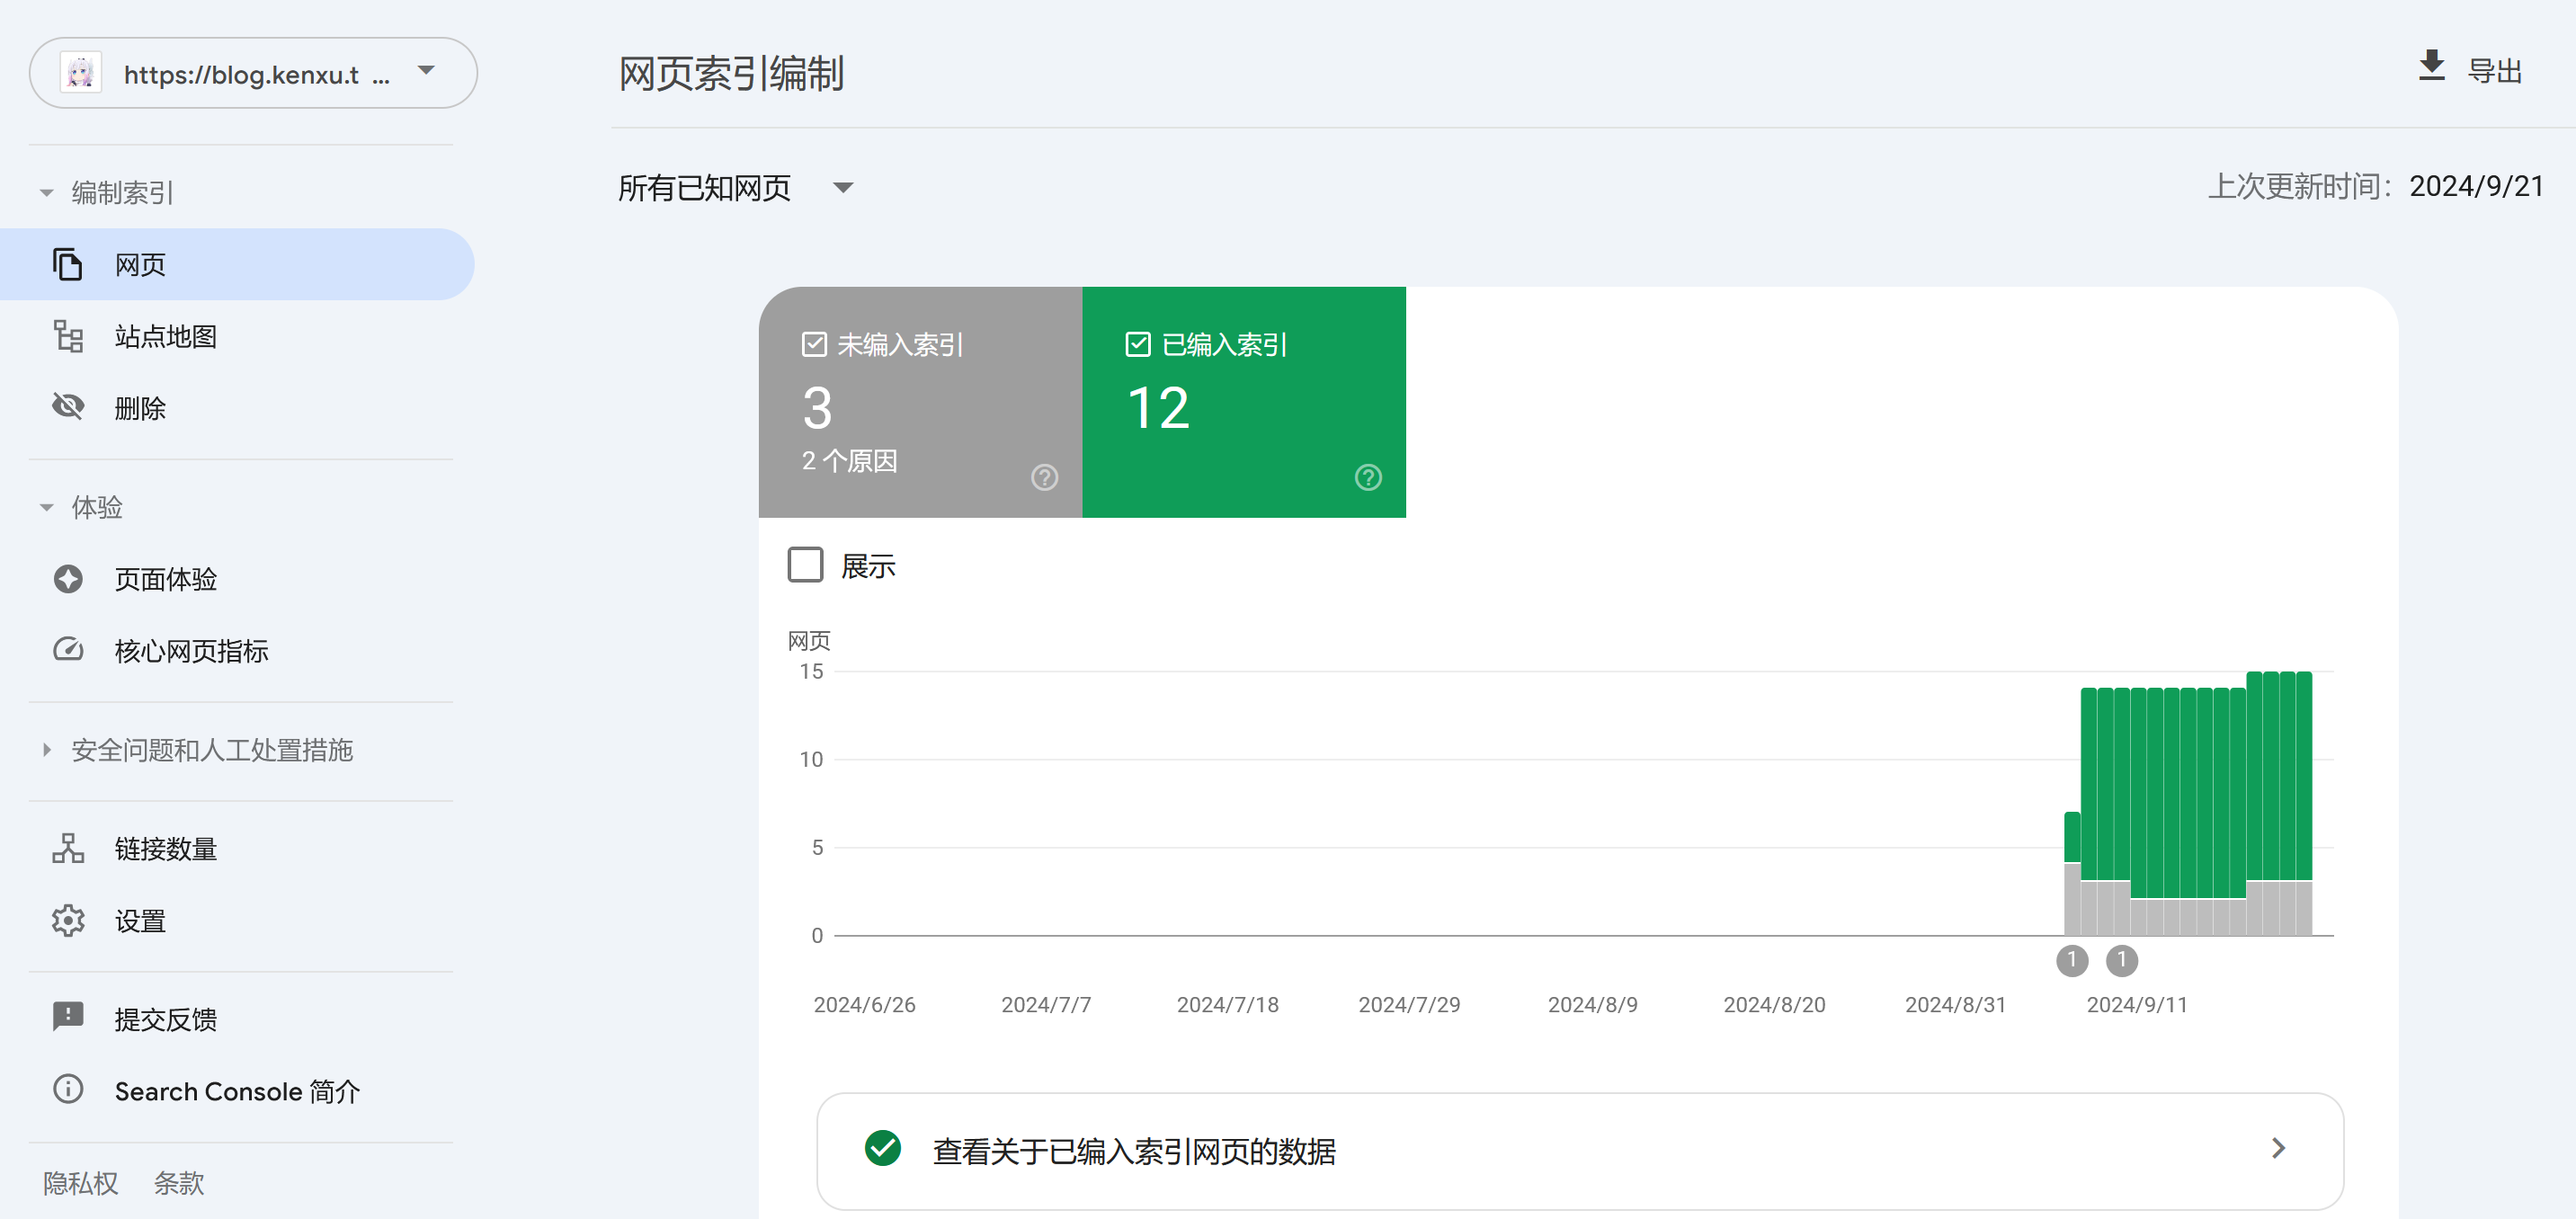 https://blog.kenxu.t ...
编制索引
网页
站点地图
删除
体验
页面体验
核心网页指标
安全问题和人工处置措施
链接数量
设置
提交反馈
Search Console 简介
隐私权 条款
网页索引编制
导出
所有已知网页
上次更新时间：2024/9/21
未编入索引
3
2 个原因
已编入索引
12
展示
网页
15
10
5
0
1 1
2024/6/26 2024/7/7 2024/7/18 2024/7/29 2024/8/9 2024/8/20 2024/8/31 2024/9/11
查看关于已编入索引网页的数据